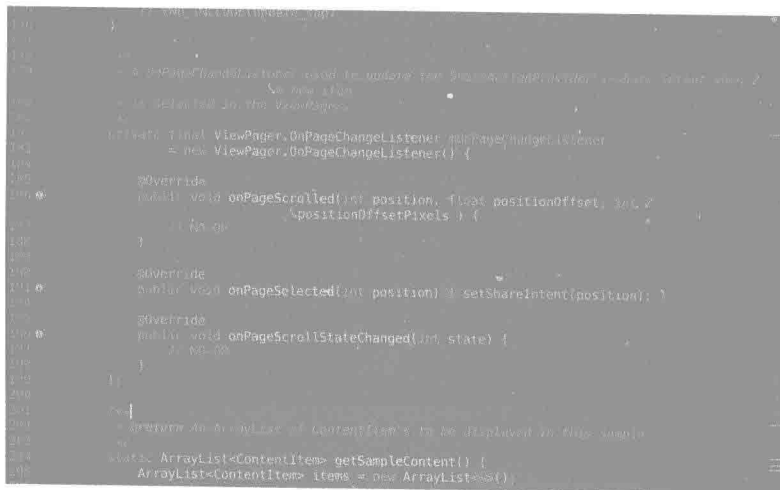 // END_INCLUDE(update_sap)
}
/**
* A OnPageChangeListener used to update the ShareActionProvider's share intent when a
new item
* is selected in the ViewPager.
*/
private final ViewPager.OnPageChangeListener mOnPageChangeListener
= new ViewPager.OnPageChangeListener() {
@Override
public void onPageScrolled(int position, float positionOffset, int
positionOffsetPixels ) {
// NO-OP
}
@Override
public void onPageSelected(int position) { setShareIntent(position); }
@Override
public void onPageScrollStateChanged(int state) {
// NO-OP
}
};
/**
* @return An ArrayList of ContentItem's to be displayed in this sample
*/
static ArrayList<ContentItem> getSampleContent() {
ArrayList<ContentItem> items = new ArrayList<>();